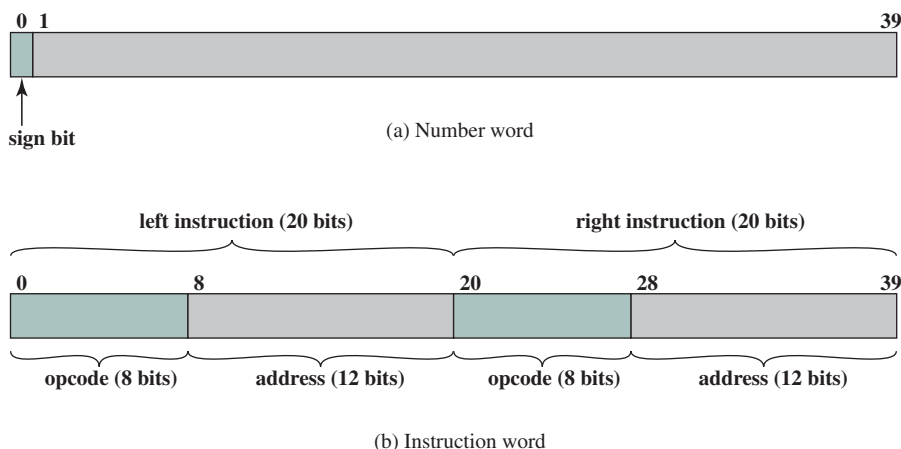 0 1 39
sign bit
(a) Number word
left instruction (20 bits) right instruction (20 bits)
0 8 20 28 39
opcode (8 bits) address (12 bits) opcode (8 bits) address (12 bits)
(b) Instruction word